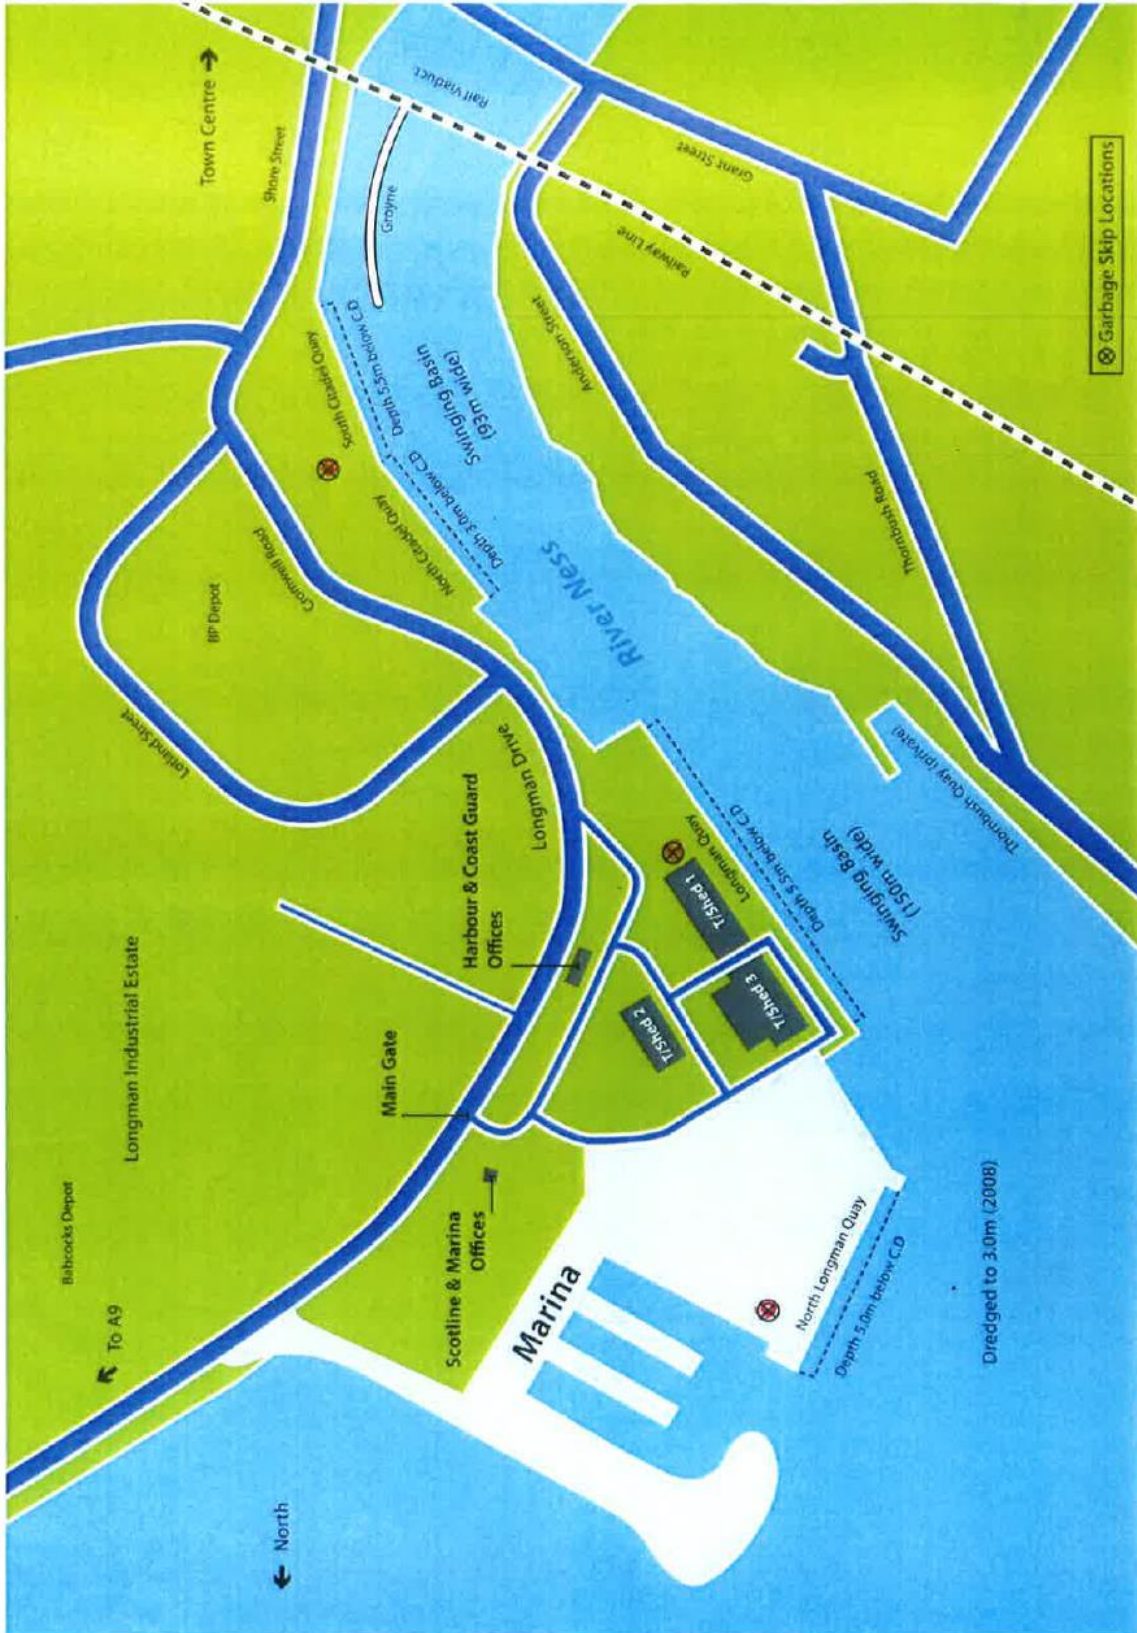 Town Centre
Shore Street
Rail Viaduct
Groyne
Grant Street
Railway Line
Anderson Street
Garbage Skip Locations
South Citadel Quay
Depth 5.5m below C.D
Swinging Basin
(93m wide)
North Citadel Quay
Depth 3.0m below C.D
Cromwell Road
BP Depot
Lotland Street
River Ness
Thornbush Road
Longman Drive
Harbour & Coast Guard
Offices
Longman Quay
Depth 5.5m below C.D
T/Shed 1
T/Shed 2
T/Shed 3
Swinging Basin
(150m wide)
Thornbush Quay (private)
Longman Industrial Estate
Main Gate
Babcocks Depot
To A9
Scotline & Marina
Offices
Marina
North Longman Quay
Depth 5.0m below C.D
Dredged to 3.0m (2008)
North